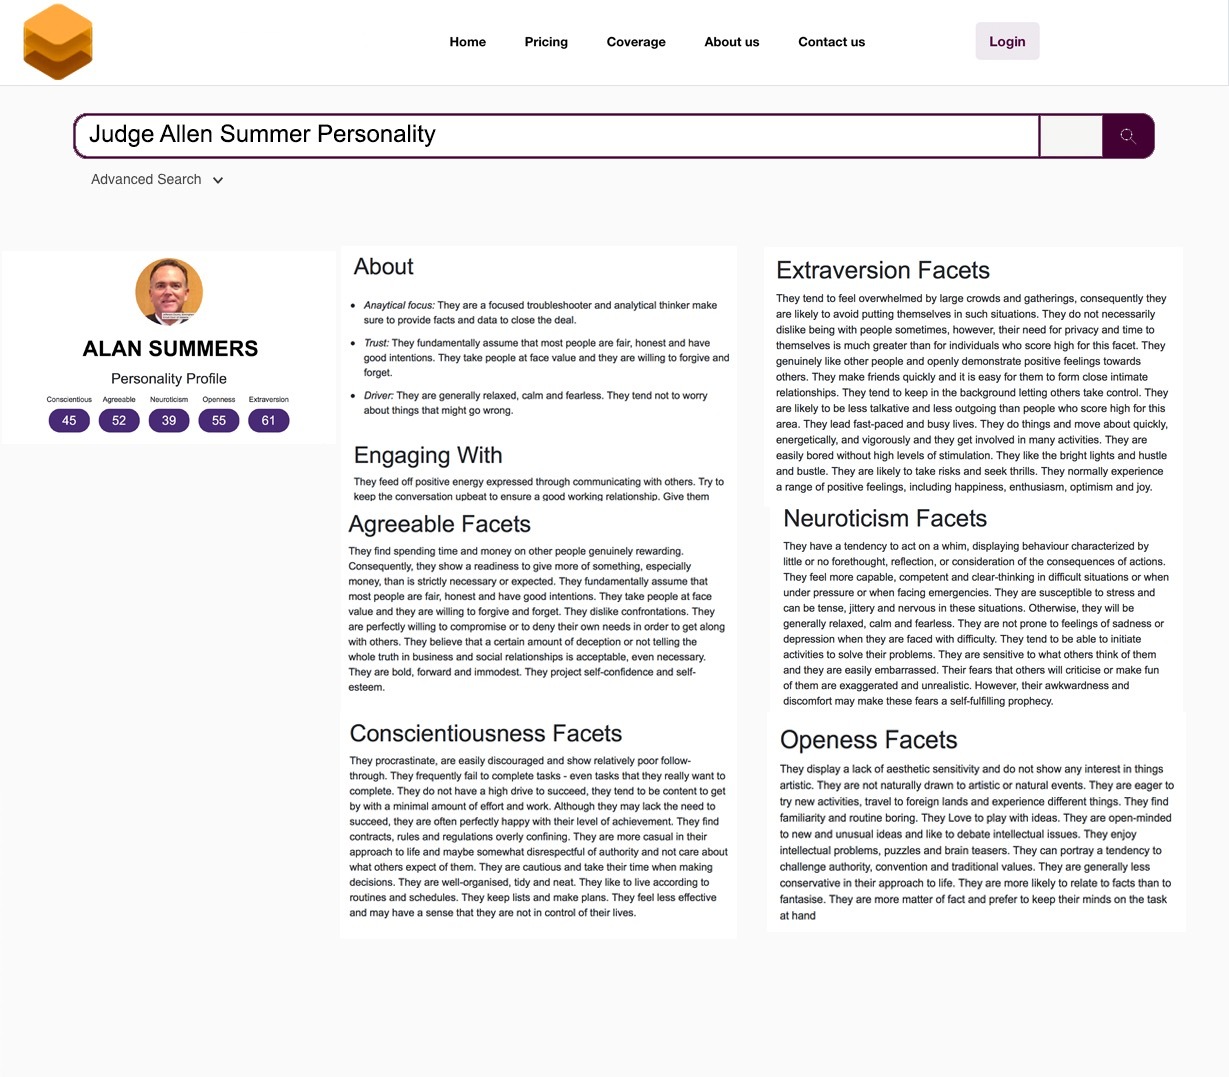 Home Pricing Coverage About us Contact us Login
Judge Allen Summer Personality
Advanced Search
ALAN SUMMERS
Personality Profile
Conscientious Agreeable Neuroticism Openness Extraversion
45 52 39 55 61
About
• Anaytical focus: They are a focused troubleshooter and analytical thinker make
sure to provide facts and data to close the deal.
• Trust: They fundamentally assume that most people are fair, honest and have
good intentions. They take people at face value and they are willing to forgive and
forget.
• Driver: They are generally relaxed, calm and fearless. They tend not to worry
about things that might go wrong.
Engaging With
They feed off positive energy expressed through communicating with others. Try to
keep the conversation upbeat to ensure a good working relationship. Give them
Agreeable Facets
They find spending time and money on other people genuinely rewarding.
Consequently, they show a readiness to give more of something, especially
money, than is strictly necessary or expected. They fundamentally assume that
most people are fair, honest and have good intentions. They take people at face
value and they are willing to forgive and forget. They dislike confrontations. They
are perfectly willing to compromise or to deny their own needs in order to get along
with others. They believe that a certain amount of deception or not telling the
whole truth in business and social relationships is acceptable, even necessary.
They are bold, forward and immodest. They project self-confidence and self-
esteem.
Conscientiousness Facets
They procrastinate, are easily discouraged and show relatively poor follow-
through. They frequently fail to complete tasks - even tasks that they really want to
complete. They do not have a high drive to succeed, they tend to be content to get
by with a minimal amount of effort and work. Although they may lack the need to
succeed, they are often perfectly happy with their level of achievement. They find
contracts, rules and regulations overly confining. They are more casual in their
approach to life and maybe somewhat disrespectful of authority and not care about
what others expect of them. They are cautious and take their time when making
decisions. They are well-organised, tidy and neat. They like to live according to
routines and schedules. They keep lists and make plans. They feel less effective
and may have a sense that they are not in control of their lives.
Extraversion Facets
They tend to feel overwhelmed by large crowds and gatherings, consequently they
are likely to avoid putting themselves in such situations. They do not necessarily
dislike being with people sometimes, however, their need for privacy and time to
themselves is much greater than for individuals who score high for this facet. They
genuinely like other people and openly demonstrate positive feelings towards
others. They make friends quickly and it is easy for them to form close intimate
relationships. They tend to keep in the background letting others take control. They
are likely to be less talkative and less outgoing than people who score high for this
area. They lead fast-paced and busy lives. They do things and move about quickly,
energetically, and vigorously and they get involved in many activities. They are
easily bored without high levels of stimulation. They like the bright lights and hustle
and bustle. They are likely to take risks and seek thrills. They normally experience
a range of positive feelings, including happiness, enthusiasm, optimism and joy.
Neuroticism Facets
They have a tendency to act on a whim, displaying behaviour characterized by
little or no forethought, reflection, or consideration of the consequences of actions.
They feel more capable, competent and clear-thinking in difficult situations or when
under pressure or when facing emergencies. They are susceptible to stress and
can be tense, jittery and nervous in these situations. Otherwise, they will be
generally relaxed, calm and fearless. They are not prone to feelings of sadness or
depression when they are faced with difficulty. They tend to be able to initiate
activities to solve their problems. They are sensitive to what others think of them
and they are easily embarrassed. Their fears that others will criticise or make fun
of them are exaggerated and unrealistic. However, their awkwardness and
discomfort may make these fears a self-fulfilling prophecy.
Openess Facets
They display a lack of aesthetic sensitivity and do not show any interest in things
artistic. They are not naturally drawn to artistic or natural events. They are eager to
try new activities, travel to foreign lands and experience different things. They find
familiarity and routine boring. They Love to play with ideas. They are open-minded
to new and unusual ideas and like to debate intellectual issues. They enjoy
intellectual problems, puzzles and brain teasers. They can portray a tendency to
challenge authority, convention and traditional values. They are generally less
conservative in their approach to life. They are more likely to relate to facts than to
fantasise. They are more matter of fact and prefer to keep their minds on the task
at hand